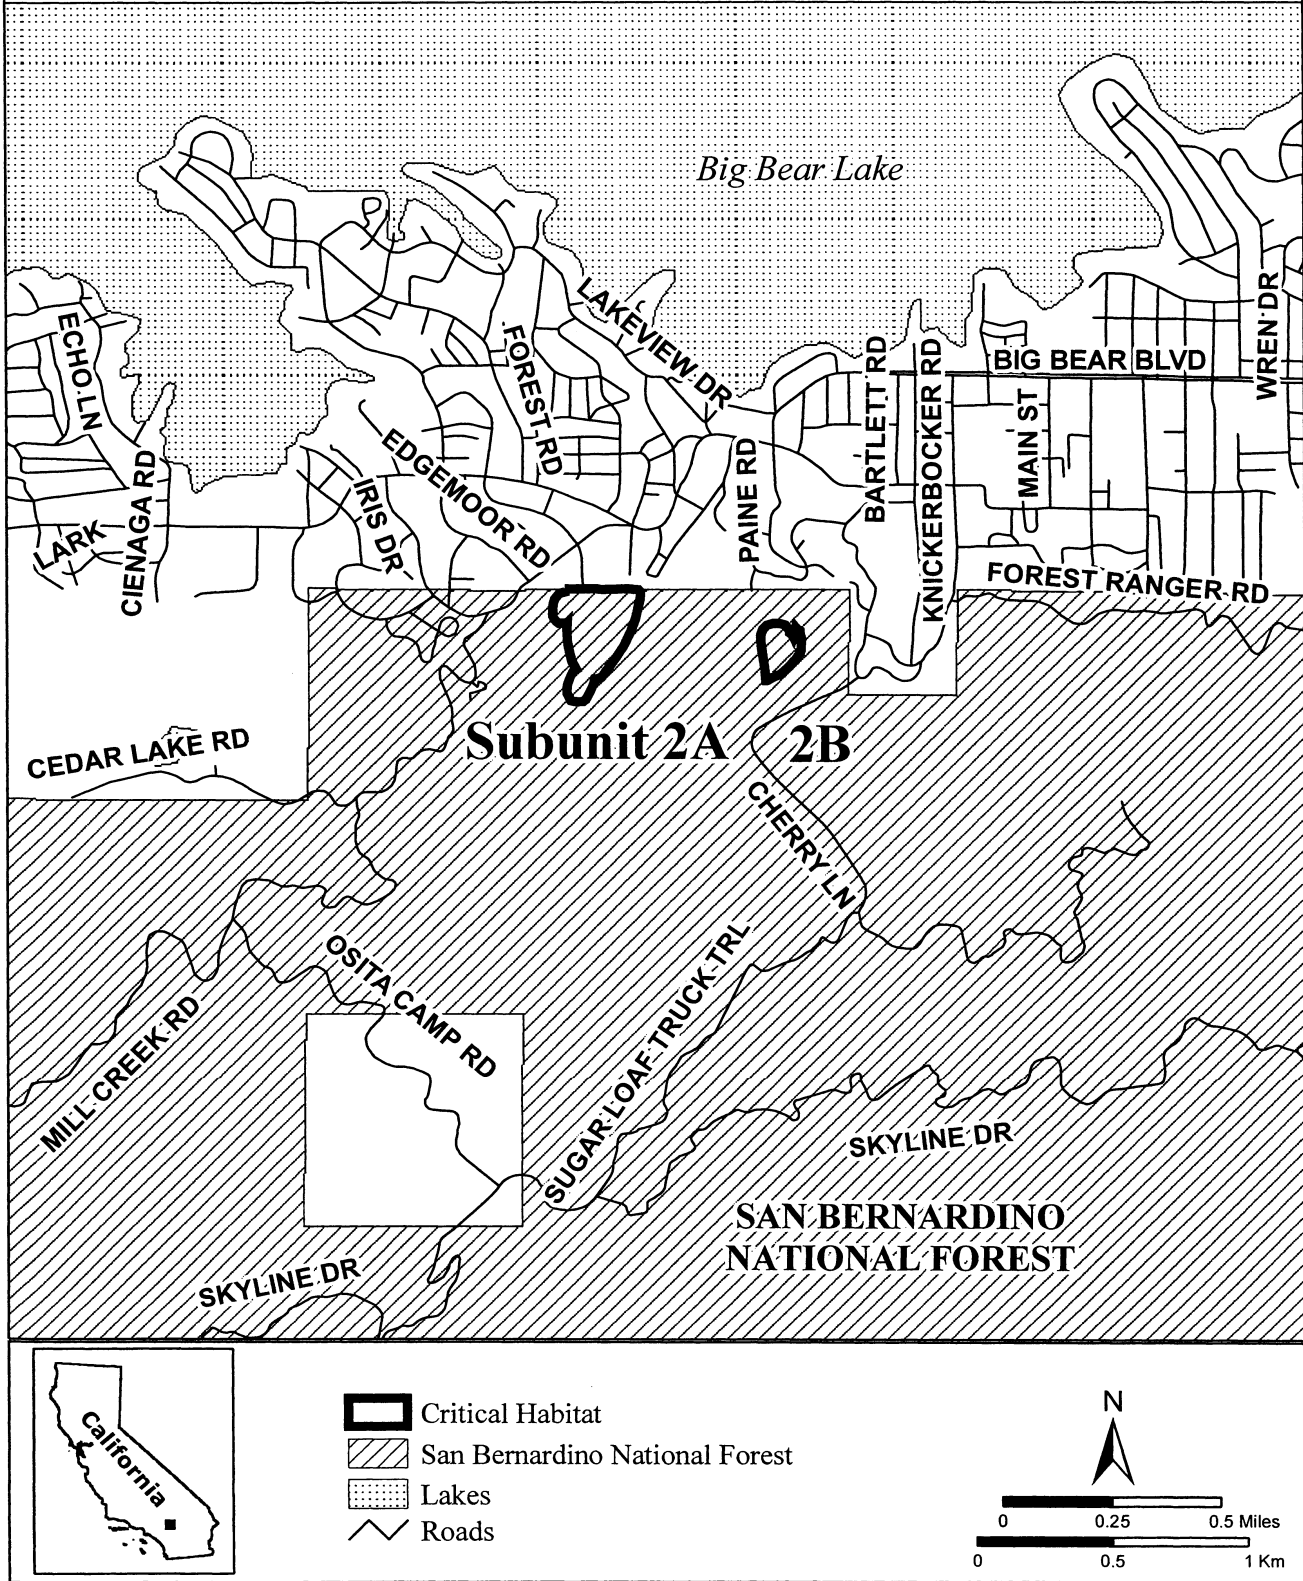 Big Bear Lake
LAKEVIEW DR
ECHO LN
FOREST RD
BARTLETT RD
KNICKERBOCKER RD
BIG BEAR BLVD
WREN DR
MAIN ST
EDGEMOOR RD
IRIS DR
PAINE RD
CIENAGA RD
LARK
FOREST RANGER RD
Subunit 2A
2B
CEDAR LAKE RD
CHERRY LN
OSITA CAMP RD
SUGAR LOAF TRUCK TRL
MILL CREEK RD
SKYLINE DR
SAN BERNARDINO
NATIONAL FOREST
SKYLINE DR
California
Critical Habitat
San Bernardino National Forest
Lakes
Roads
N
0 0.25 0.5 Miles
0 0.5 1 Km